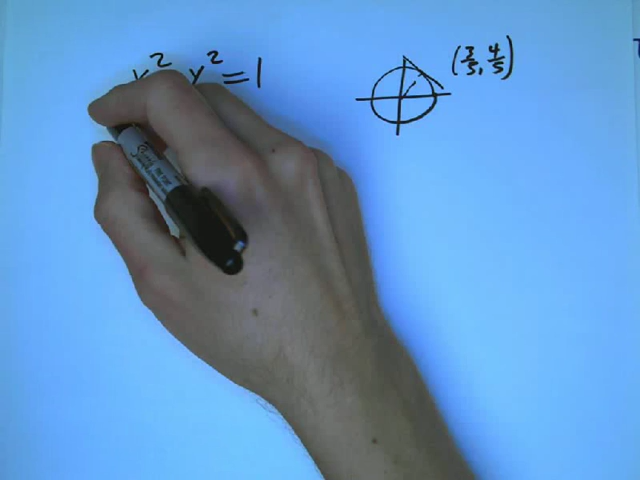 x² y² = 1
(3/5, 4/5)